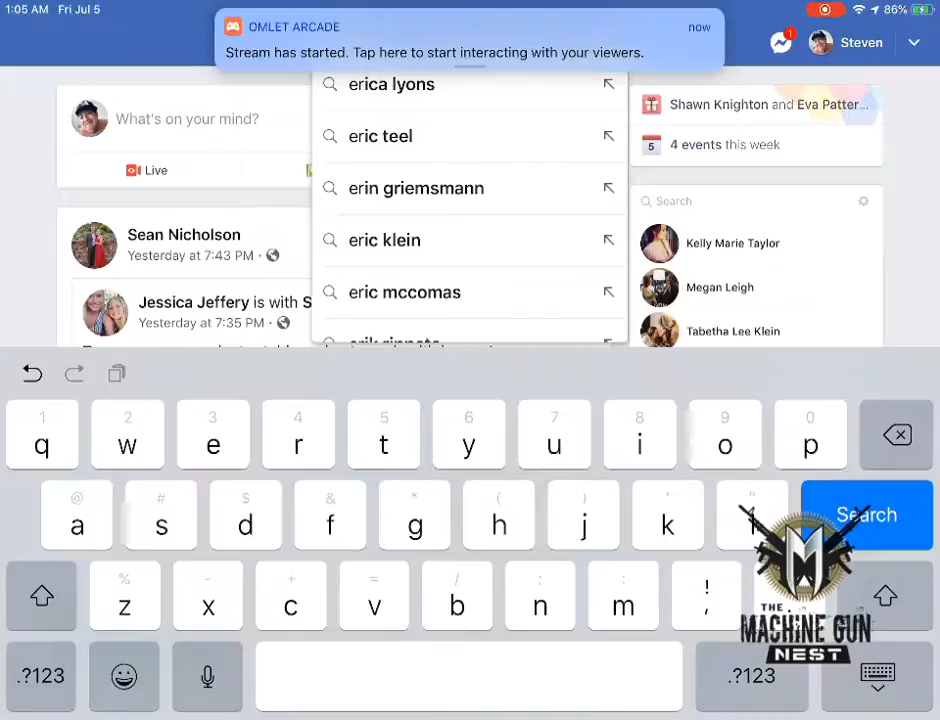 1:05 AM Fri Jul 5
86%
OMLET ARCADE
now
Stream has started. Tap here to start interacting with your viewers.
1
Steven
erica lyons
eric teel
erin griemsmann
eric klein
eric mccomas
What's on your mind?
Live
Sean Nicholson
Yesterday at 7:43 PM ·
Jessica Jeffery is with S
Yesterday at 7:35 PM ·
Shawn Knighton and Eva Patter...
5
4 events this week
Search
Kelly Marie Taylor
Megan Leigh
Tabetha Lee Klein
1 2 3 4 5 6 7 8 9 0
q w e r t y u i o p
@ # $ & * ( ) ' "
a s d f g h j k l
Search
% - + = / ; : !
z x c v b n m ,
.?123
.?123
M
THE
MACHINE GUN
NEST